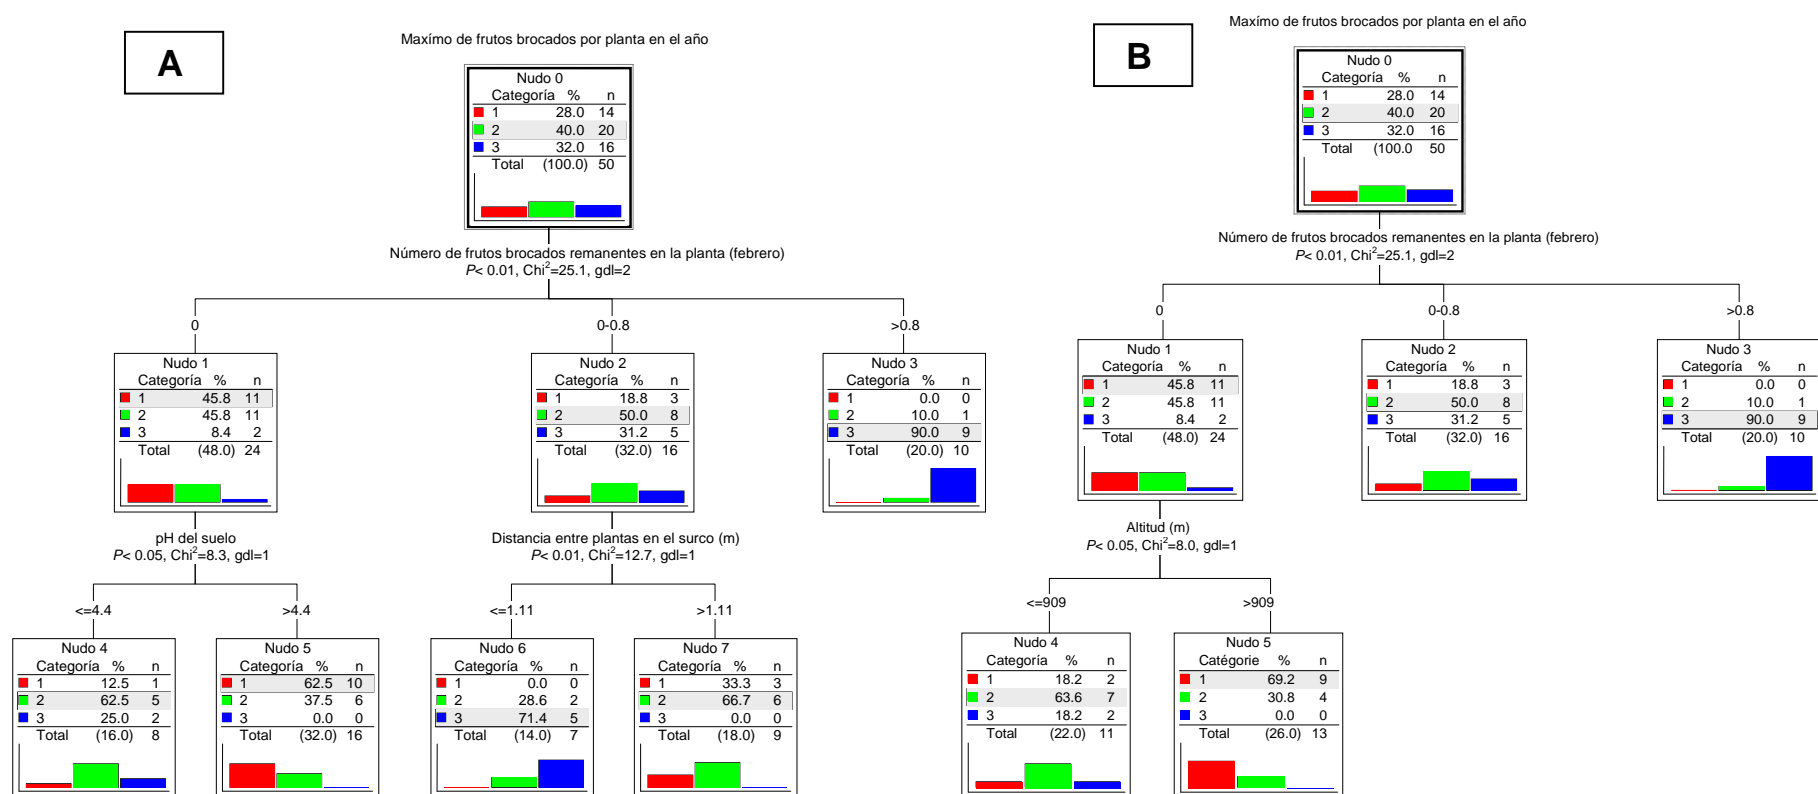 A
Maxímo de frutos brocados por planta en el año
Nudo 0
Categoría % n
1 28.0 14
2 40.0 20
3 32.0 16
Total (100.0) 50
Número de frutos brocados remanentes en la planta (febrero)
P< 0.01, Chi²=25.1, gdl=2
0
0-0.8
>0.8
Nudo 1
Categoría % n
1 45.8 11
2 45.8 11
3 8.4 2
Total (48.0) 24
Nudo 2
Categoría % n
1 18.8 3
2 50.0 8
3 31.2 5
Total (32.0) 16
Nudo 3
Categoría % n
1 0.0 0
2 10.0 1
3 90.0 9
Total (20.0) 10
pH del suelo
P< 0.05, Chi²=8.3, gdl=1
Distancia entre plantas en el surco (m)
P< 0.01, Chi²=12.7, gdl=1
<=4.4
>4.4
<=1.11
>1.11
Nudo 4
Categoría % n
1 12.5 1
2 62.5 5
3 25.0 2
Total (16.0) 8
Nudo 5
Categoría % n
1 62.5 10
2 37.5 6
3 0.0 0
Total (32.0) 16
Nudo 6
Categoría % n
1 0.0 0
2 28.6 2
3 71.4 5
Total (14.0) 7
Nudo 7
Categoría % n
1 33.3 3
2 66.7 6
3 0.0 0
Total (18.0) 9
B
Maxímo de frutos brocados por planta en el año
Nudo 0
Categoría % n
1 28.0 14
2 40.0 20
3 32.0 16
Total (100.0 50
Número de frutos brocados remanentes en la planta (febrero)
P< 0.01, Chi²=25.1, gdl=2
0
0-0.8
>0.8
Nudo 1
Categoría % n
1 45.8 11
2 45.8 11
3 8.4 2
Total (48.0) 24
Nudo 2
Categoría % n
1 18.8 3
2 50.0 8
3 31.2 5
Total (32.0) 16
Nudo 3
Categoría % n
1 0.0 0
2 10.0 1
3 90.0 9
Total (20.0) 10
Altitud (m)
P< 0.05, Chi²=8.0, gdl=1
<=909
>909
Nudo 4
Categoría % n
1 18.2 2
2 63.6 7
3 18.2 2
Total (22.0) 11
Nudo 5
Catégorie % n
1 69.2 9
2 30.8 4
3 0.0 0
Total (26.0) 13